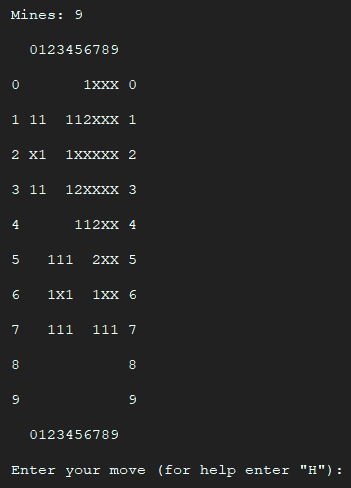 Mines: 9
  0123456789
0       1XXX 0
1 11  112XXX 1
2 X1  1XXXXX 2
3 11  12XXXX 3
4      112XX 4
5   111  2XX 5
6   1X1  1XX 6
7   111  111 7
8            8
9            9
  0123456789
Enter your move (for help enter "H"):